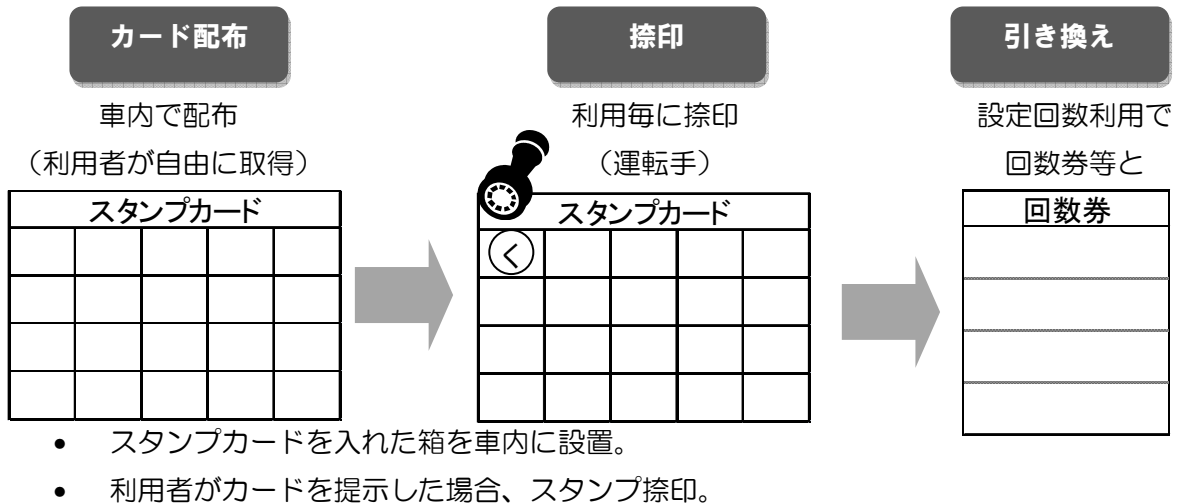 カード配布
捺印
引き換え
車内で配布
（利用者が自由に取得）
利用毎に捺印
（運転手）
設定回数利用で
回数券等と
スタンプカード
スタンプカード
く
回数券
• スタンプカードを入れた箱を車内に設置。
• 利用者がカードを提示した場合、スタンプ捺印。